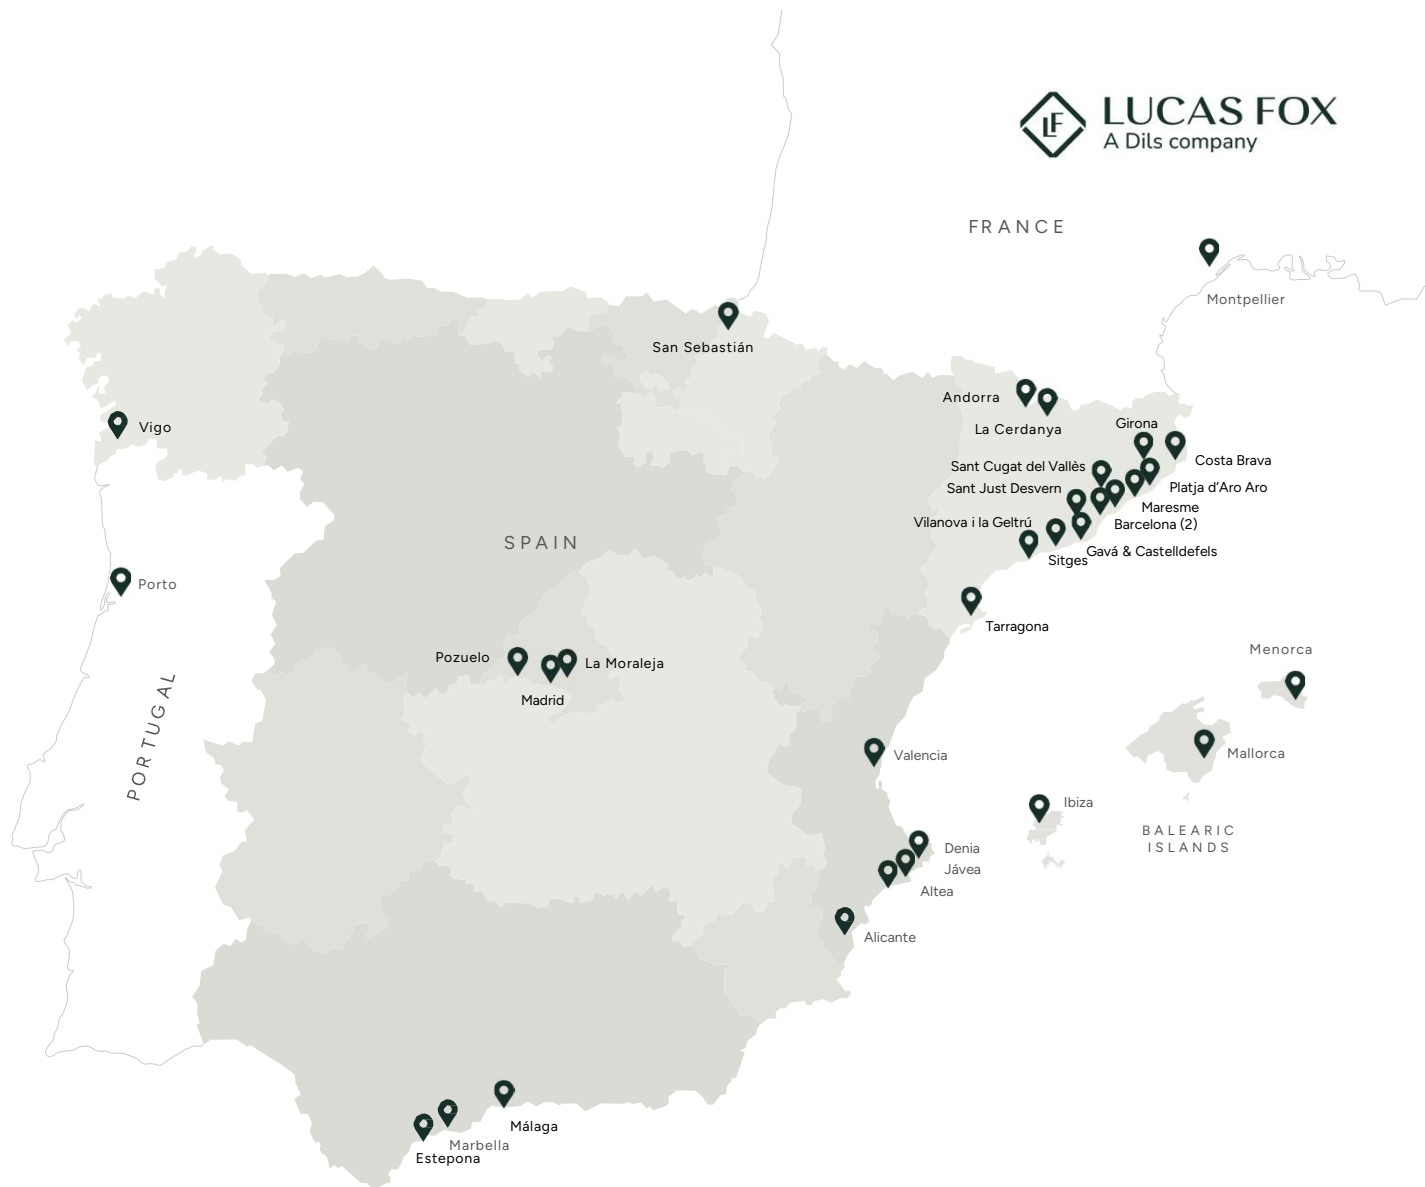 LF
LUCAS FOX
A Dils company
FRANCE
Montpellier
San Sebastián
Andorra
La Cerdanya
Girona
Vigo
Costa Brava
Sant Cugat del Vallès
Sant Just Desvern
Platja d'Aro Aro
Maresme
Vilanova i la Geltrú
Barcelona (2)
SPAIN
Gavá & Castelldefels
Sitges
Porto
Tarragona
Menorca
Pozuelo
La Moraleja
Madrid
PORTUGAL
Valencia
Mallorca
Ibiza
BALEARIC
ISLANDS
Denia
Jávea
Altea
Alicante
Málaga
Marbella
Estepona